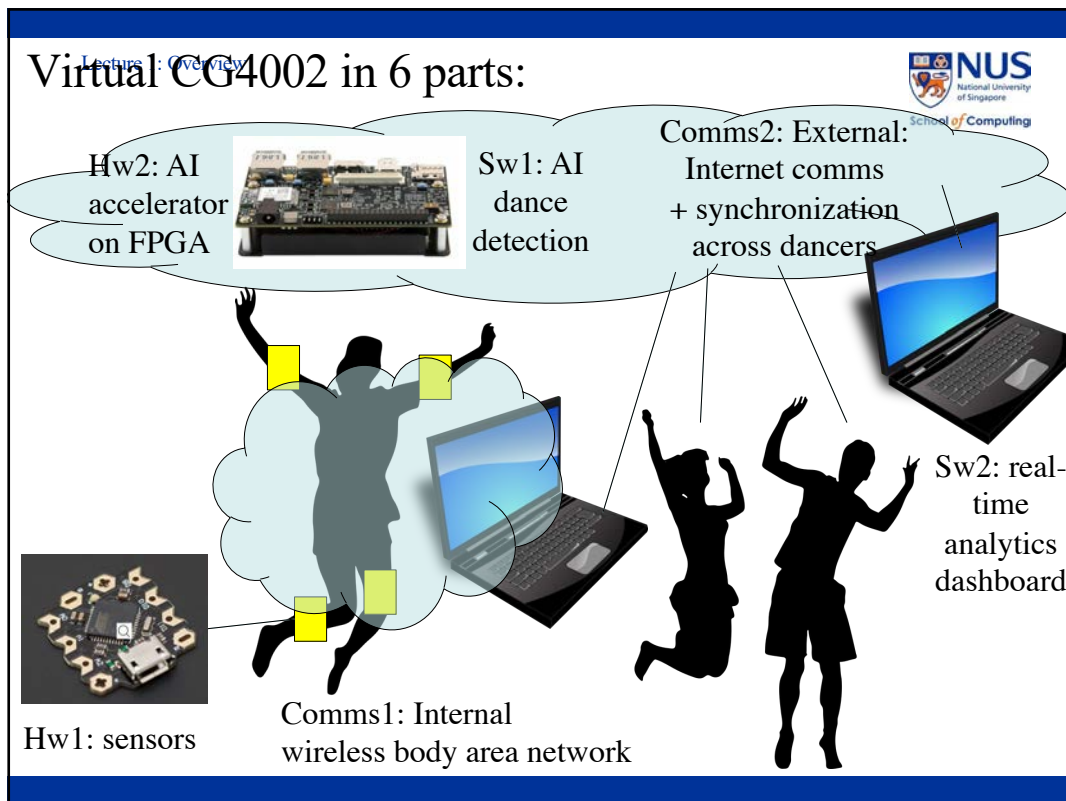 Lecture 1: Overview
Virtual CG4002 in 6 parts:
NUS
National University
of Singapore
School of Computing
Hw2: AI
accelerator
on FPGA
Sw1: AI
dance
detection
Comms2: External:
Internet comms
+ synchronization
across dancers
Sw2: real-
time
analytics
dashboard
Hw1: sensors
Comms1: Internal
wireless body area network